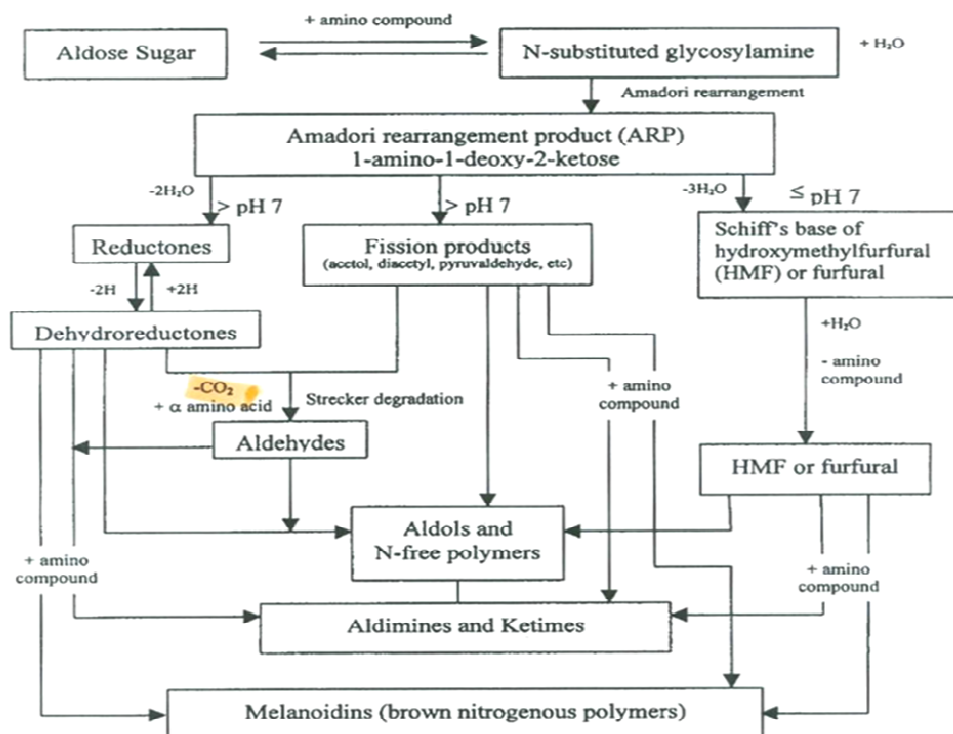 + amino compound
Aldose Sugar
N-substituted glycosylamine
+ H₂O
Amadori rearrangement
Amadori rearrangement product (ARP)
1-amino-1-deoxy-2-ketose
-2H₂O
> pH 7
> pH 7
-3H₂O
≤ pH 7
Reductones
Fission products
(acetol, diacetyl, pyruvaldehyde, etc)
Schiff's base of
hydroxymethylfurfural
(HMF) or furfural
-2H
+2H
Dehydroreductones
+H₂O
- amino
compound
-CO₂
+ α amino acid
Strecker degradation
+ amino
compound
Aldehydes
HMF or furfural
Aldols and
N-free polymers
+ amino
compound
+ amino
compound
Aldimines and Ketimes
Melanoidins (brown nitrogenous polymers)